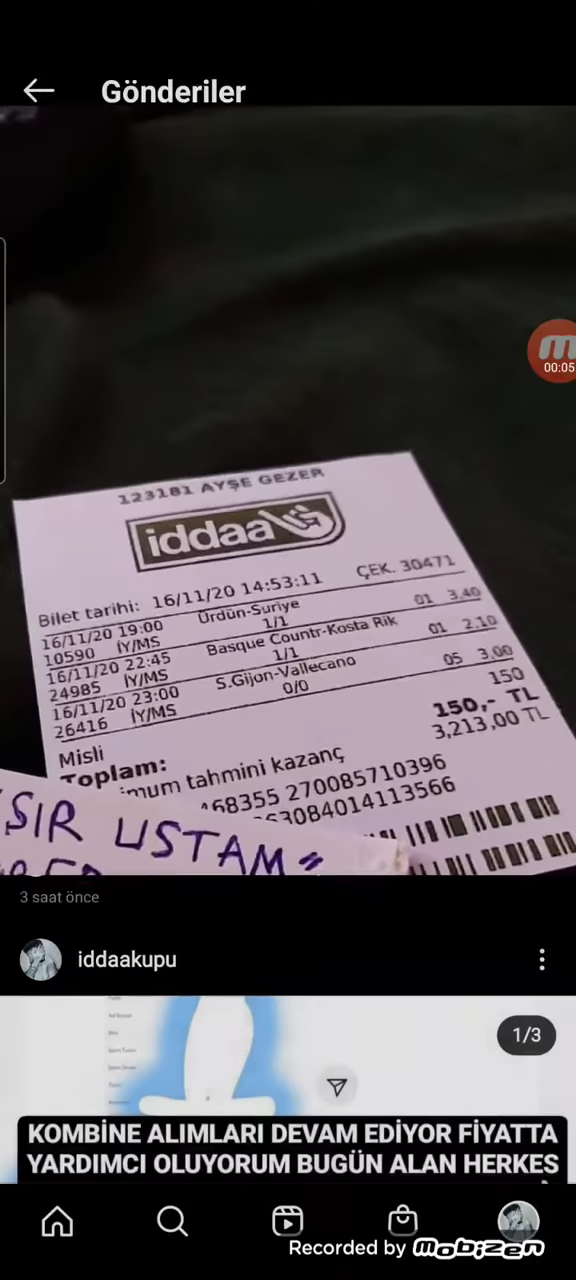 Gönderiler
00:05
123181 AYŞE GEZER
iddaa
Bilet tarihi: 16/11/20 14:53:11 ÇEK. 30471
16/11/20 19:00 Ürdün-Suriye 01 3,40
10590 İY/MS 1/1
16/11/20 22:45 Basque Countr-Kosta Rik 01 2,10
24985 İY/MS 1/1
16/11/20 23:00 S.Gijon-Vallecano 05 3,00
26416 İY/MS 0/0
Misli 150
Toplam: 150,- TL
imum tahmini kazanç 3,213,00 TL
468355 270085710396
63084014113566
SIR USTAM
3 saat önce
iddaakupu
1/3
KOMBİNE ALIMLARI DEVAM EDİYOR FİYATTA
YARDIMCI OLUYORUM BUGÜN ALAN HERKES
Recorded by mobizen